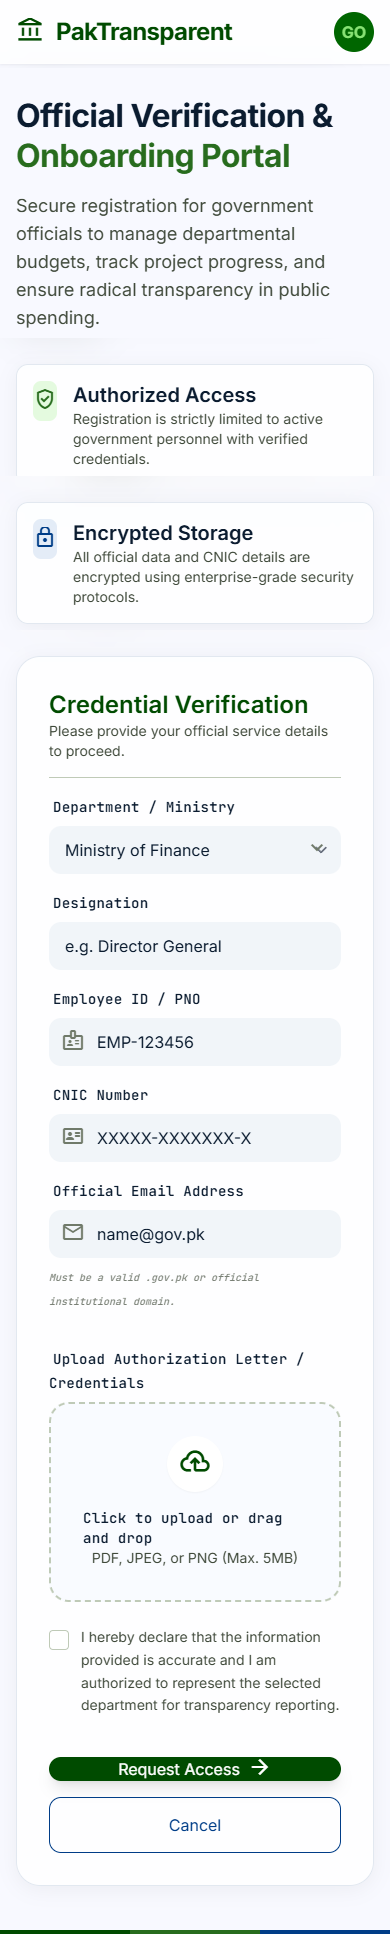 PakTransparent
GO
Official Verification &
Onboarding Portal
Secure registration for government
officials to manage departmental
budgets, track project progress, and
ensure radical transparency in public
spending.
Authorized Access
Registration is strictly limited to active
government personnel with verified
credentials.
Encrypted Storage
All official data and CNIC details are
encrypted using enterprise-grade security
protocols.
Credential Verification
Please provide your official service details
to proceed.
Department / Ministry
Ministry of Finance
Designation
e.g. Director General
Employee ID / PNO
EMP-123456
CNIC Number
XXXXX-XXXXXXX-X
Official Email Address
name@gov.pk
Must be a valid .gov.pk or official
institutional domain.
Upload Authorization Letter /
Credentials
Click to upload or drag
and drop
PDF, JPEG, or PNG (Max. 5MB)
I hereby declare that the information
provided is accurate and I am
authorized to represent the selected
department for transparency reporting.
Request Access
Cancel